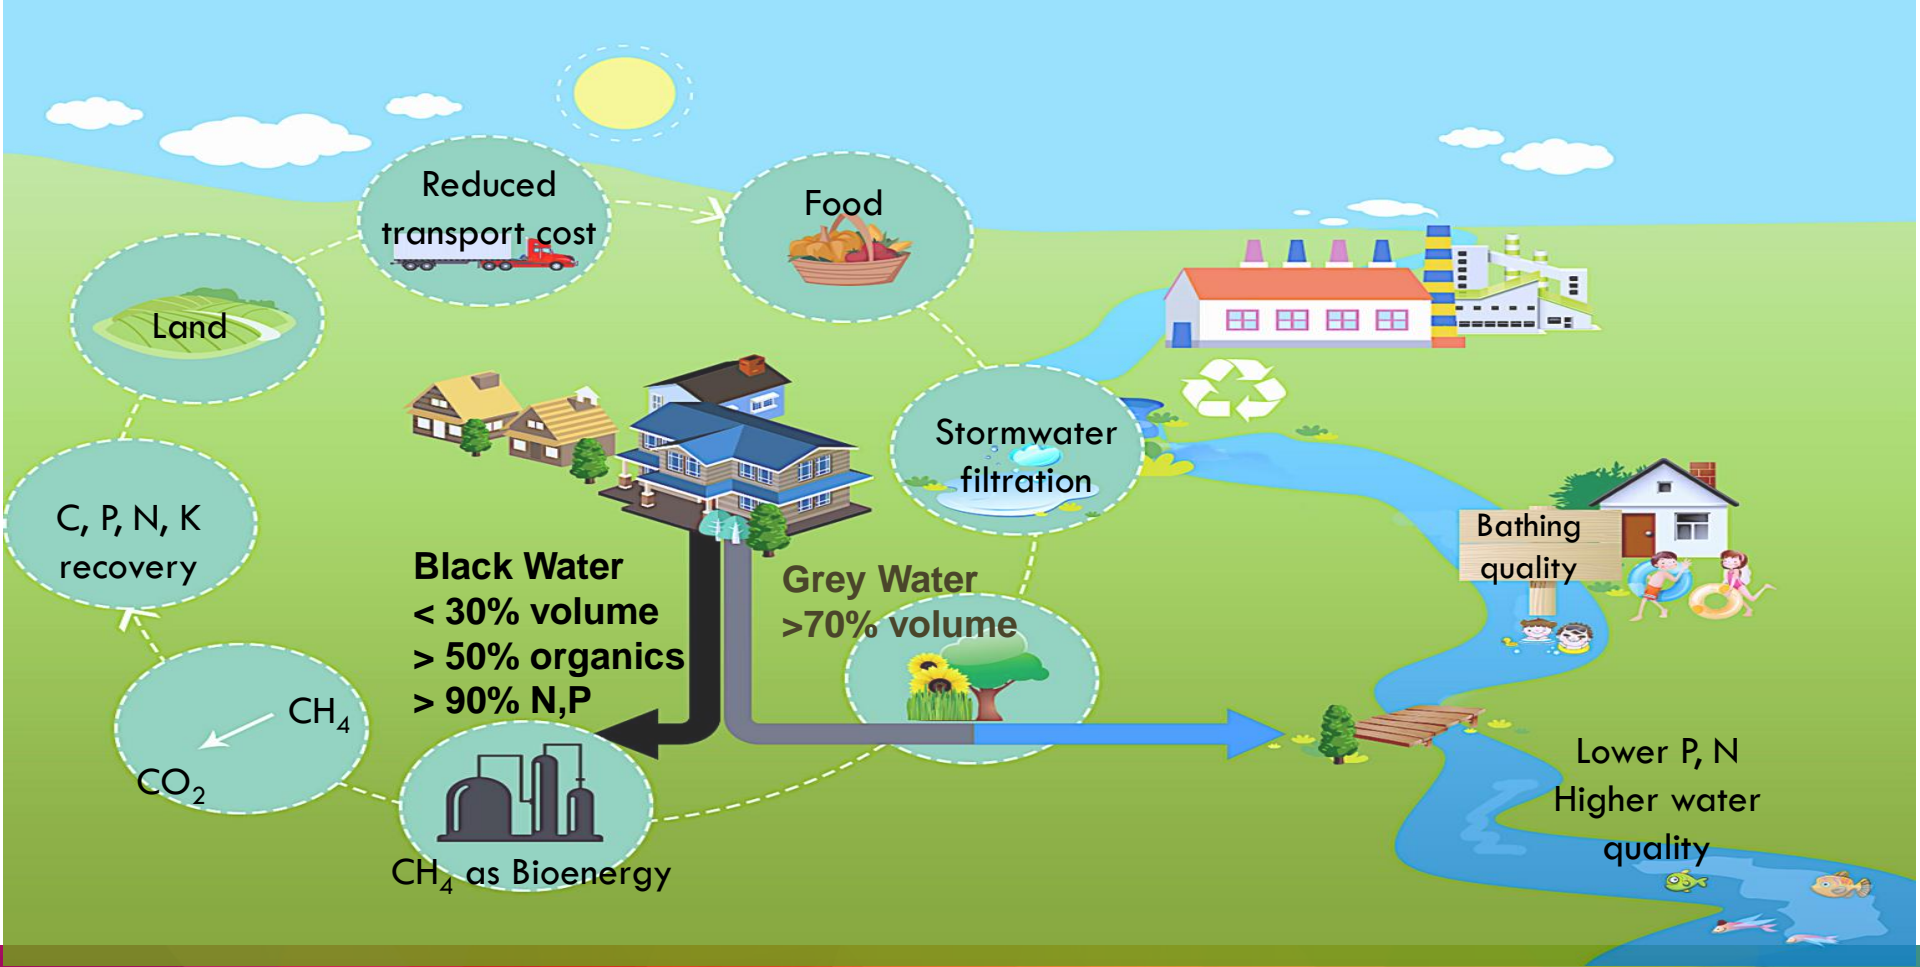 Reduced
transport cost
Food
Land
Stormwater
filtration
C, P, N, K
recovery
Black Water
< 30% volume
> 50% organics
> 90% N,P
Grey Water
>70% volume
Bathing
quality
CH₄
CO₂
CH₄ as Bioenergy
Lower P, N
Higher water
quality